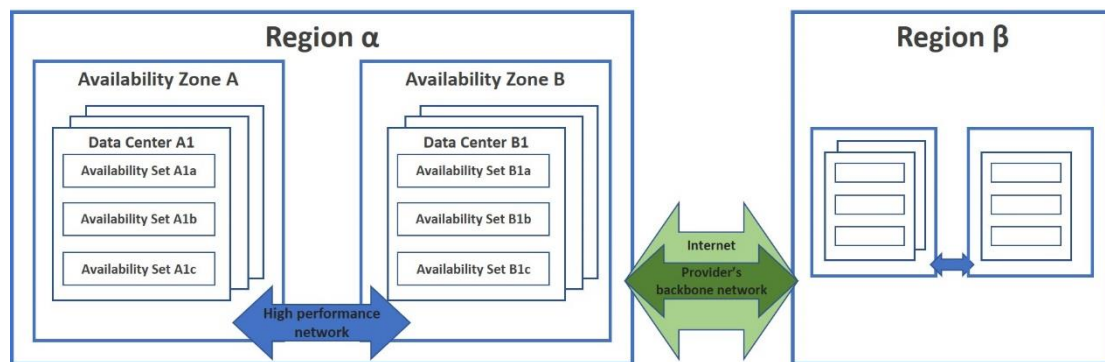 Region α
Availability Zone A
Data Center A1
Availability Set A1a
Availability Set A1b
Availability Set A1c
Availability Zone B
Data Center B1
Availability Set B1a
Availability Set B1b
Availability Set B1c
High performance
network
Internet
Provider's
backbone network
Region β